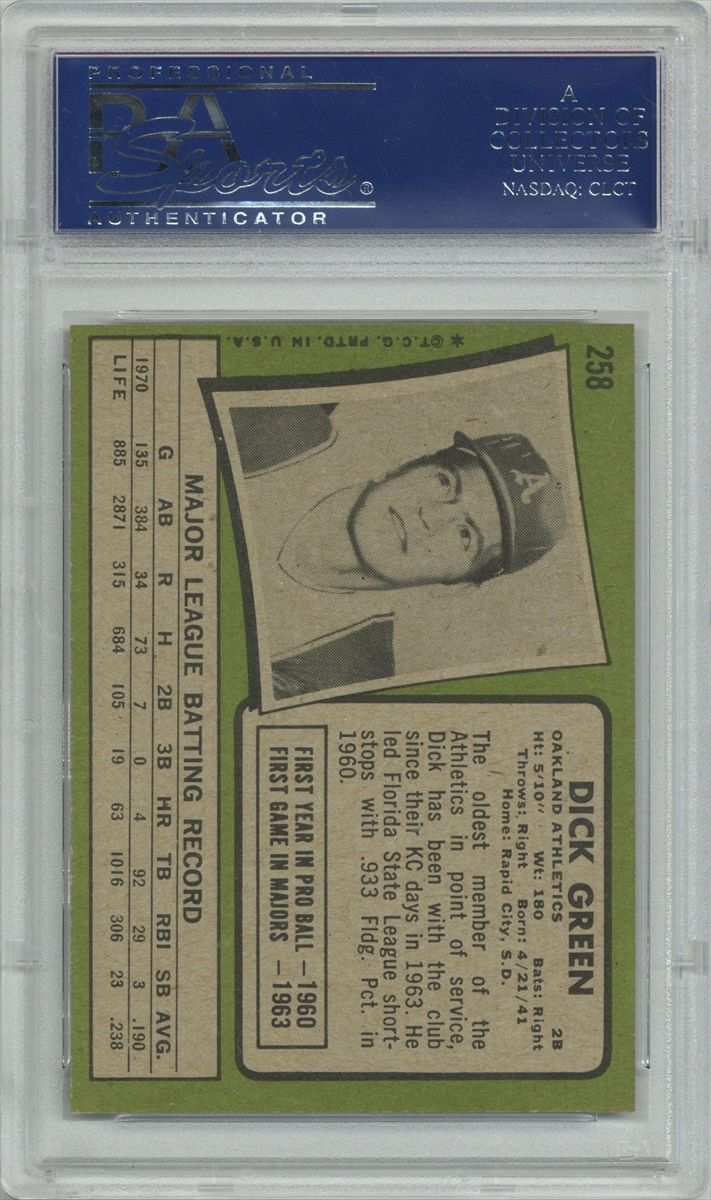 PROFESSIONAL
PSA
Sports®
AUTHENTICATOR
A
DIVISION OF
COLLECTORS
UNIVERSE
NASDAQ: CLCT
258
*©T.C.G. PRTD. IN U.S.A.
A
DICK GREEN
OAKLAND ATHLETICS 2B
Ht: 5'10" Wt: 180 Bats: Right
Throws: Right Born: 4/21/41
Home: Rapid City, S.D.
The oldest member of the
Athletics in point of service,
Dick has been with the club
since their KC days in 1963. He
led Florida State League short-
stops with .933 Fldg. Pct. in
1960.
FIRST YEAR IN PRO BALL — 1960
FIRST GAME IN MAJORS — 1963
MAJOR LEAGUE BATTING RECORD
G AB R H 2B 3B HR TB RBI SB AVG.
1970 135 384 34 73 7 0 4 92 29 3 .190
LIFE 885 2871 315 684 105 19 63 1016 306 23 .238